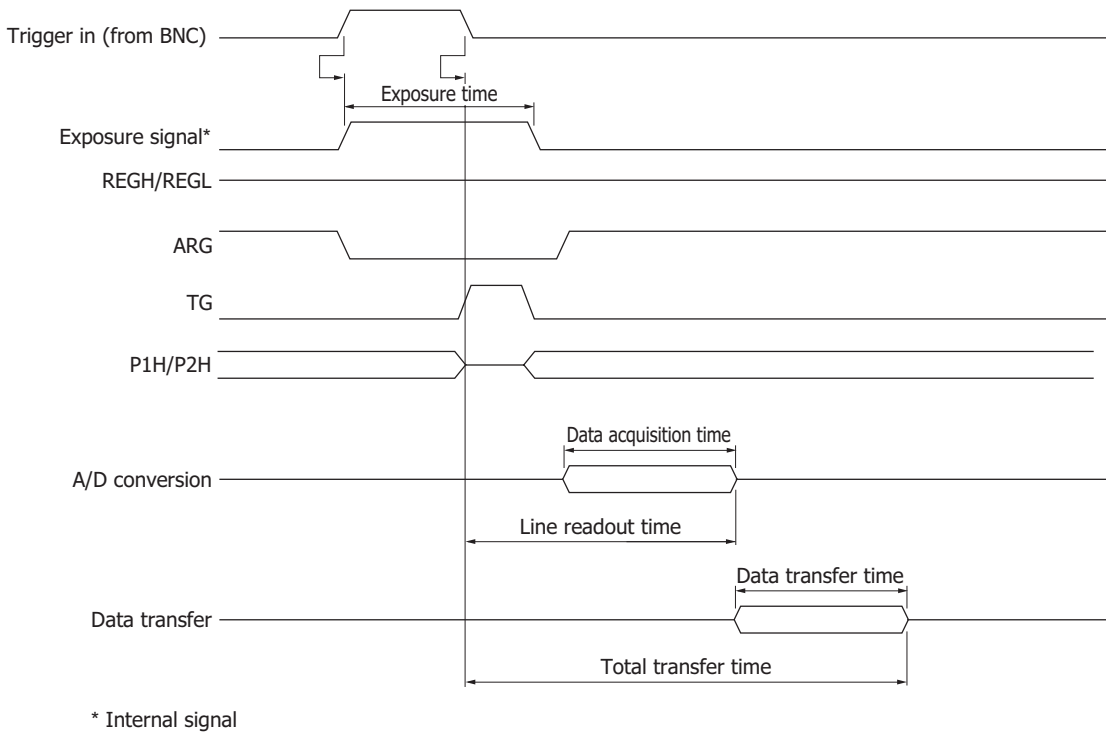 Trigger in (from BNC)
Exposure time
Exposure signal*
REGH/REGL
ARG
TG
P1H/P2H
Data acquisition time
A/D conversion
Line readout time
Data transfer time
Data transfer
Total transfer time
* Internal signal